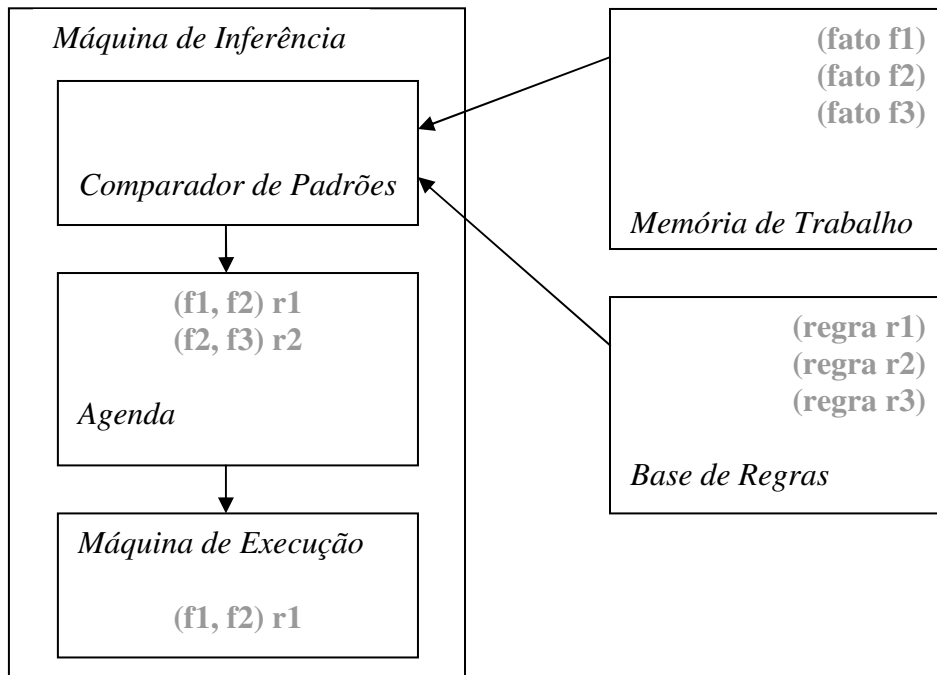 Máquina de Inferência
Comparador de Padrões
(f1, f2) r1
(f2, f3) r2
Agenda
Máquina de Execução
(f1, f2) r1
(fato f1)
(fato f2)
(fato f3)
Memória de Trabalho
(regra r1)
(regra r2)
(regra r3)
Base de Regras